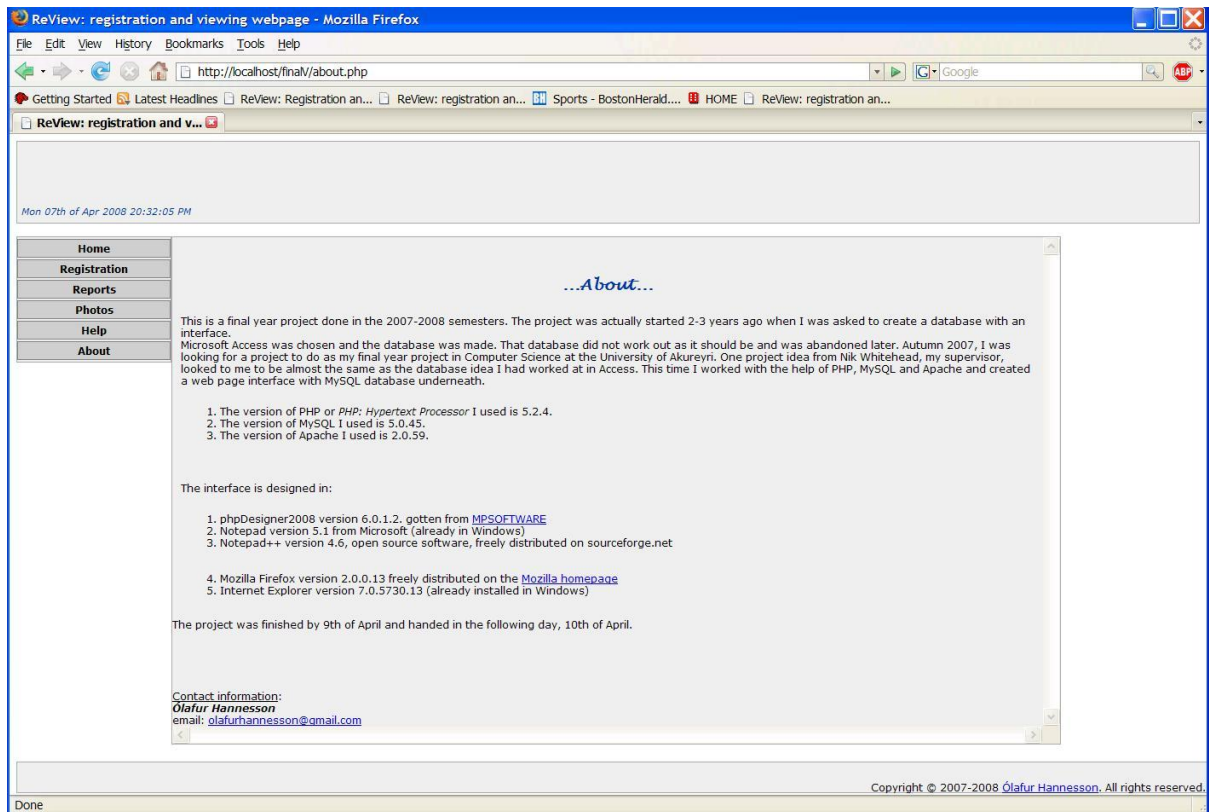 ReView: registration and viewing webpage - Mozilla Firefox
File Edit View History Bookmarks Tools Help
http://localhost/finalV/about.php
G Google
ABP
Getting Started Latest Headlines ReView: Registration an... ReView: registration an... Sports - BostonHerald.... HOME ReView: registration an...
ReView: registration and v...
Mon 07th of Apr 2008 20:32:05 PM
Home
Registration
Reports
Photos
Help
About
...About...
This is a final year project done in the 2007-2008 semesters. The project was actually started 2-3 years ago when I was asked to create a database with an
interface.
Microsoft Access was chosen and the database was made. That database did not work out as it should be and was abandoned later. Autumn 2007, I was
looking for a project to do as my final year project in Computer Science at the University of Akureyri. One project idea from Nik Whitehead, my supervisor,
looked to me to be almost the same as the database idea I had worked at in Access. This time I worked with the help of PHP, MySQL and Apache and created
a web page interface with MySQL database underneath.
1. The version of PHP or PHP: Hypertext Processor I used is 5.2.4.
2. The version of MySQL I used is 5.0.45.
3. The version of Apache I used is 2.0.59.
The interface is designed in:
1. phpDesigner2008 version 6.0.1.2. gotten from MPSOFTWARE
2. Notepad version 5.1 from Microsoft (already in Windows)
3. Notepad++ version 4.6, open source software, freely distributed on sourceforge.net
4. Mozilla Firefox version 2.0.0.13 freely distributed on the Mozilla homepage
5. Internet Explorer version 7.0.5730.13 (already installed in Windows)
The project was finished by 9th of April and handed in the following day, 10th of April.
Contact information:
Ólafur Hannesson
email: olafurhannesson@gmail.com
Copyright © 2007-2008 Ólafur Hannesson. All rights reserved.
Done